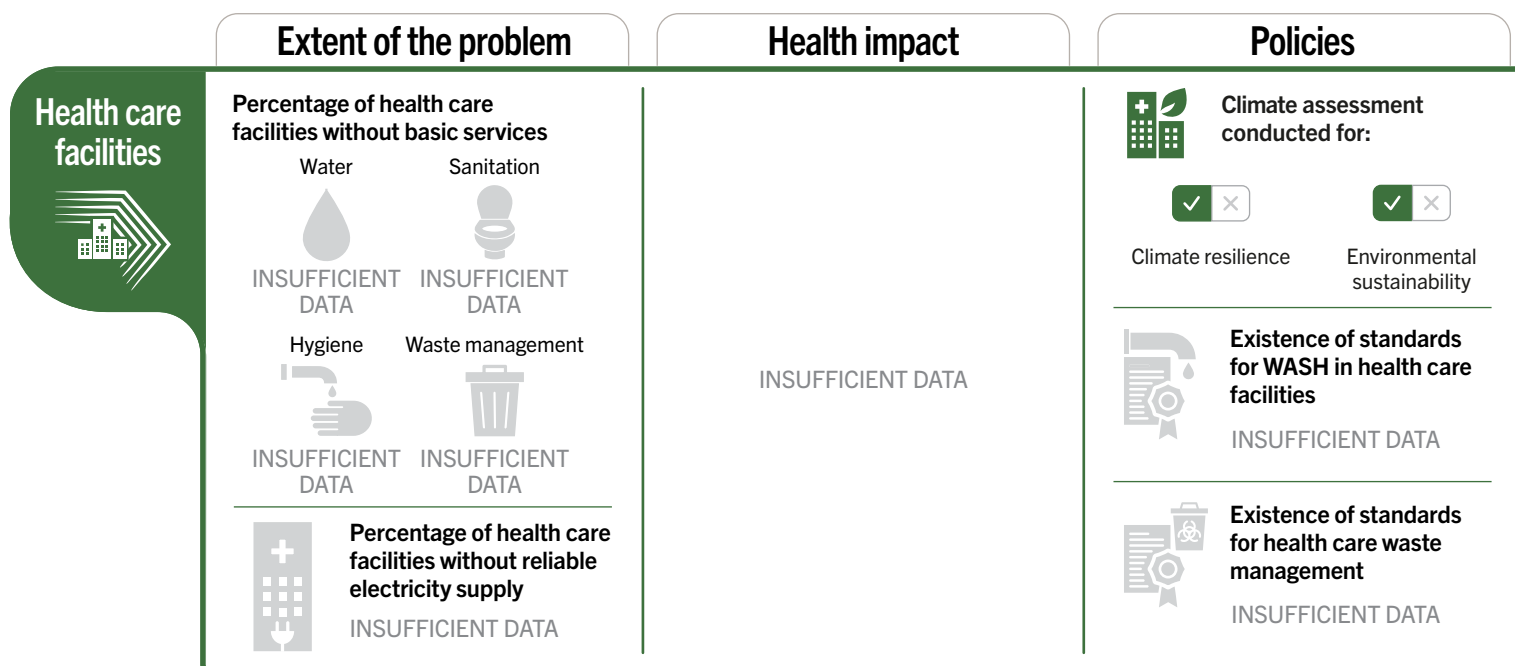 Extent of the problem
Health impact
Policies
Health care
facilities
Percentage of health care
facilities without basic services
Water
Sanitation
INSUFFICIENT
DATA
INSUFFICIENT
DATA
Hygiene
Waste management
INSUFFICIENT
DATA
INSUFFICIENT
DATA
Percentage of health care
facilities without reliable
electricity supply
INSUFFICIENT DATA
INSUFFICIENT DATA
Climate assessment
conducted for:
Climate resilience
Environmental
sustainability
Existence of standards
for WASH in health care
facilities
INSUFFICIENT DATA
Existence of standards
for health care waste
management
INSUFFICIENT DATA